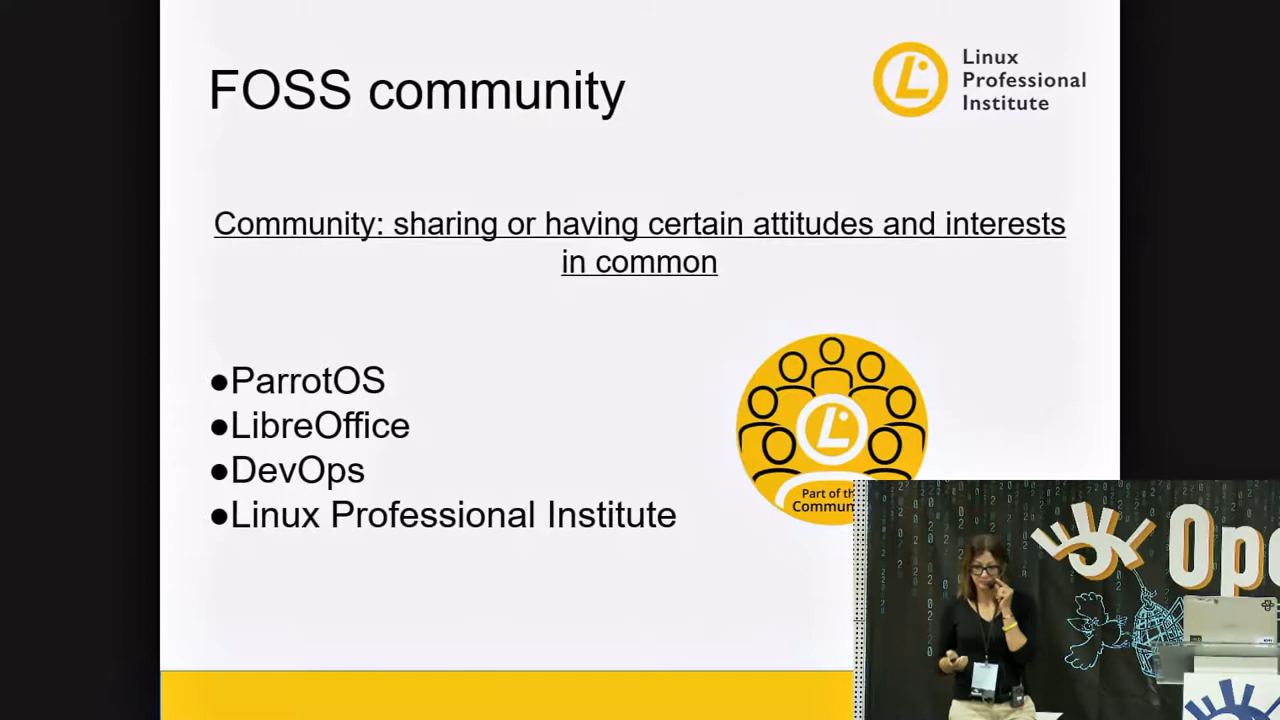 FOSS community
Linux
Professional
Institute
Community: sharing or having certain attitudes and interests
in common
●ParrotOS
●LibreOffice
●DevOps
●Linux Professional Institute
Part of th
Commun
Ope